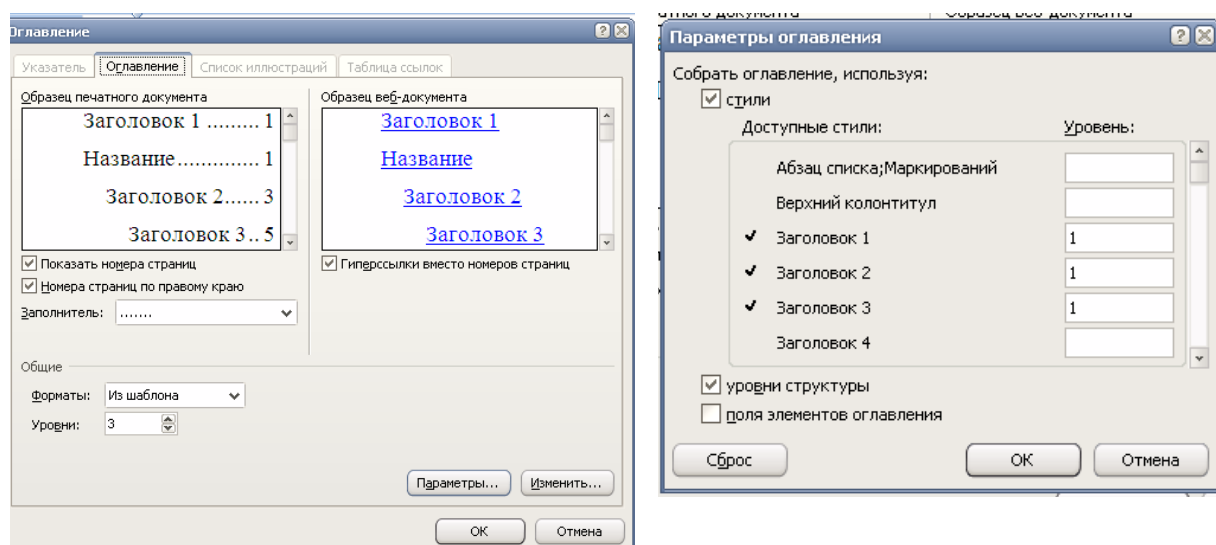 Оглавление
Указатель Оглавление Список иллюстраций Таблица ссылок
Образец печатного документа
Заголовок 1 ......... 1
Название.............. 1
Заголовок 2...... 3
Заголовок 3.. 5
Показать номера страниц
Номера страниц по правому краю
Заполнитель: .......
Образец веб-документа
Заголовок 1
Название
Заголовок 2
Заголовок 3
Гиперссылки вместо номеров страниц
Общие
Форматы: Из шаблона
Уровни: 3
Параметры... Изменить...
ОК Отмена
Параметры оглавления
Собрать оглавление, используя:
стили
Доступные стили: Уровень:
Абзац списка;Маркирований
Верхний колонтитул
Заголовок 1 1
Заголовок 2 1
Заголовок 3 1
Заголовок 4
уровни структуры
поля элементов оглавления
Сброс ОК Отмена